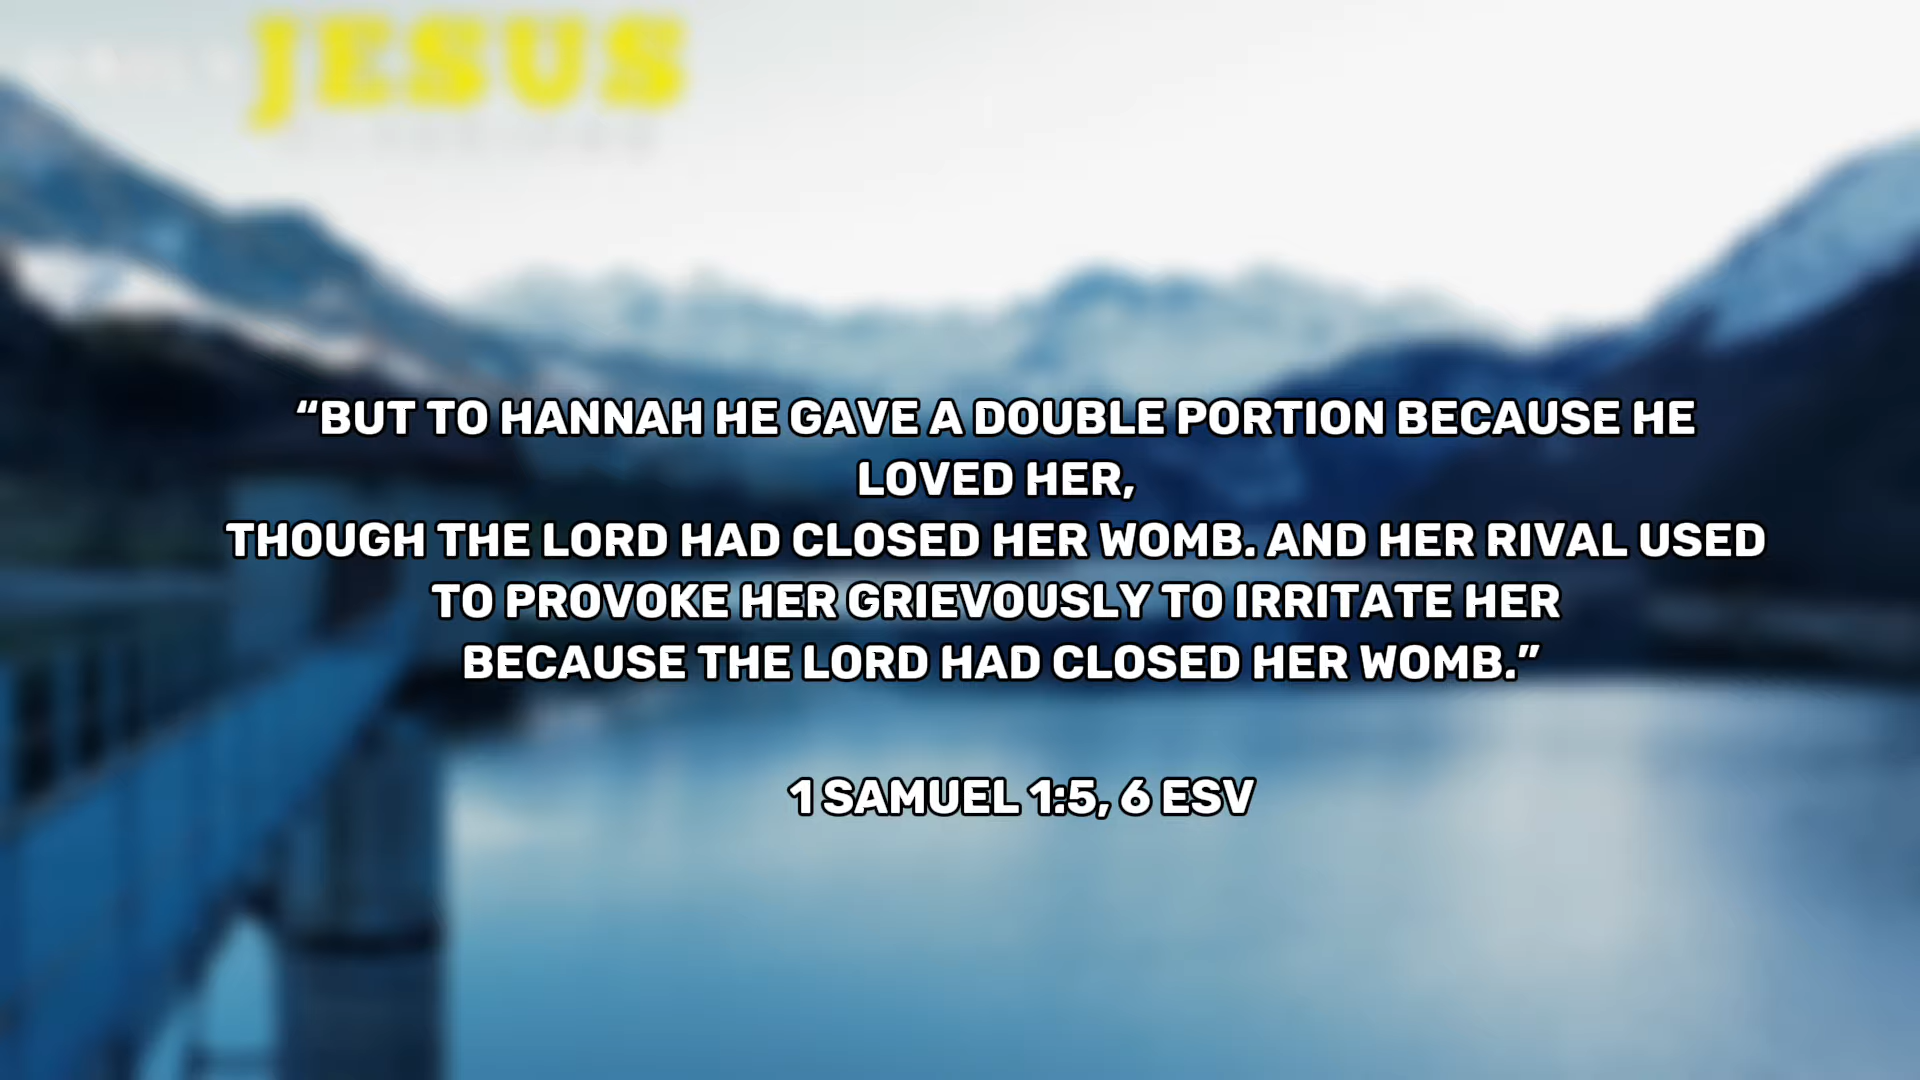 JESUS
“BUT TO HANNAH HE GAVE A DOUBLE PORTION BECAUSE HE
LOVED HER,
THOUGH THE LORD HAD CLOSED HER WOMB. AND HER RIVAL USED
TO PROVOKE HER GRIEVOUSLY TO IRRITATE HER
BECAUSE THE LORD HAD CLOSED HER WOMB.”
1 SAMUEL 1:5, 6 ESV